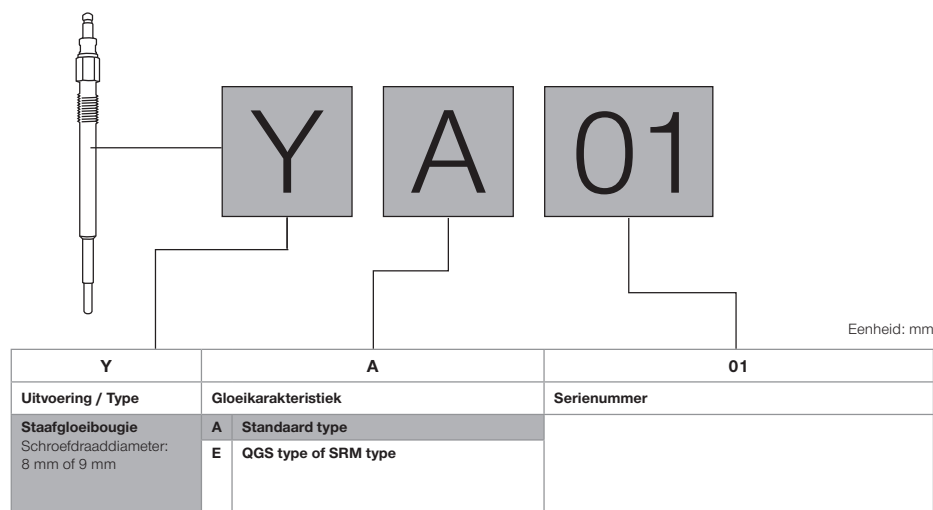 Y A 01
Eenheid: mm
Y A 01
Uitvoering / Type Gloeikarakteristiek Serienummer
Staafgloeibougie A Standaard type
Schroefdraaddiameter: E QGS type of SRM type
8 mm of 9 mm